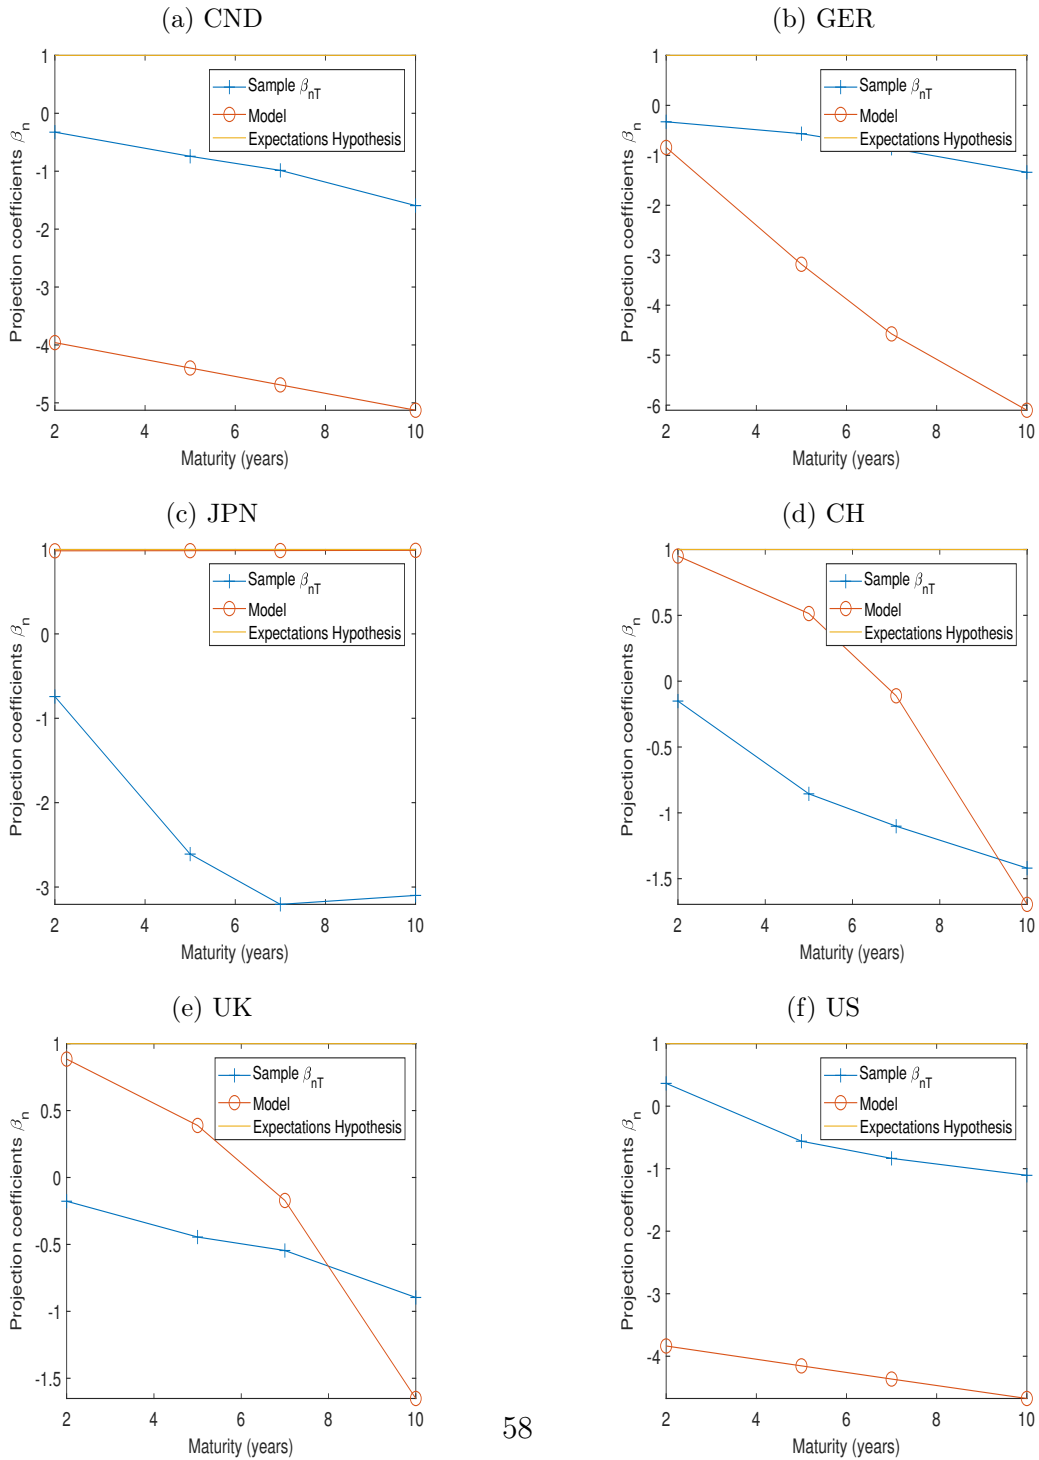 (a) CND
1
0
-1
-2
-3
-4
-5
2 4 6 8 10
Projection coefficients β_n
Maturity (years)
Sample β_nT
Model
Expectations Hypothesis
(b) GER
1
0
-1
-2
-3
-4
-5
-6
2 4 6 8 10
Projection coefficients β_n
Maturity (years)
Sample β_nT
Model
Expectations Hypothesis
(c) JPN
1
0
-1
-2
-3
2 4 6 8 10
Projection coefficients β_n
Maturity (years)
Sample β_nT
Model
Expectations Hypothesis
(d) CH
1
0.5
0
-0.5
-1
-1.5
2 4 6 8 10
Projection coefficients β_n
Maturity (years)
Sample β_nT
Model
Expectations Hypothesis
(e) UK
1
0.5
0
-0.5
-1
-1.5
2 4 6 8 10
Projection coefficients β_n
Maturity (years)
Sample β_nT
Model
Expectations Hypothesis
(f) US
1
0
-1
-2
-3
-4
2 4 6 8 10
Projection coefficients β_n
Maturity (years)
Sample β_nT
Model
Expectations Hypothesis
58